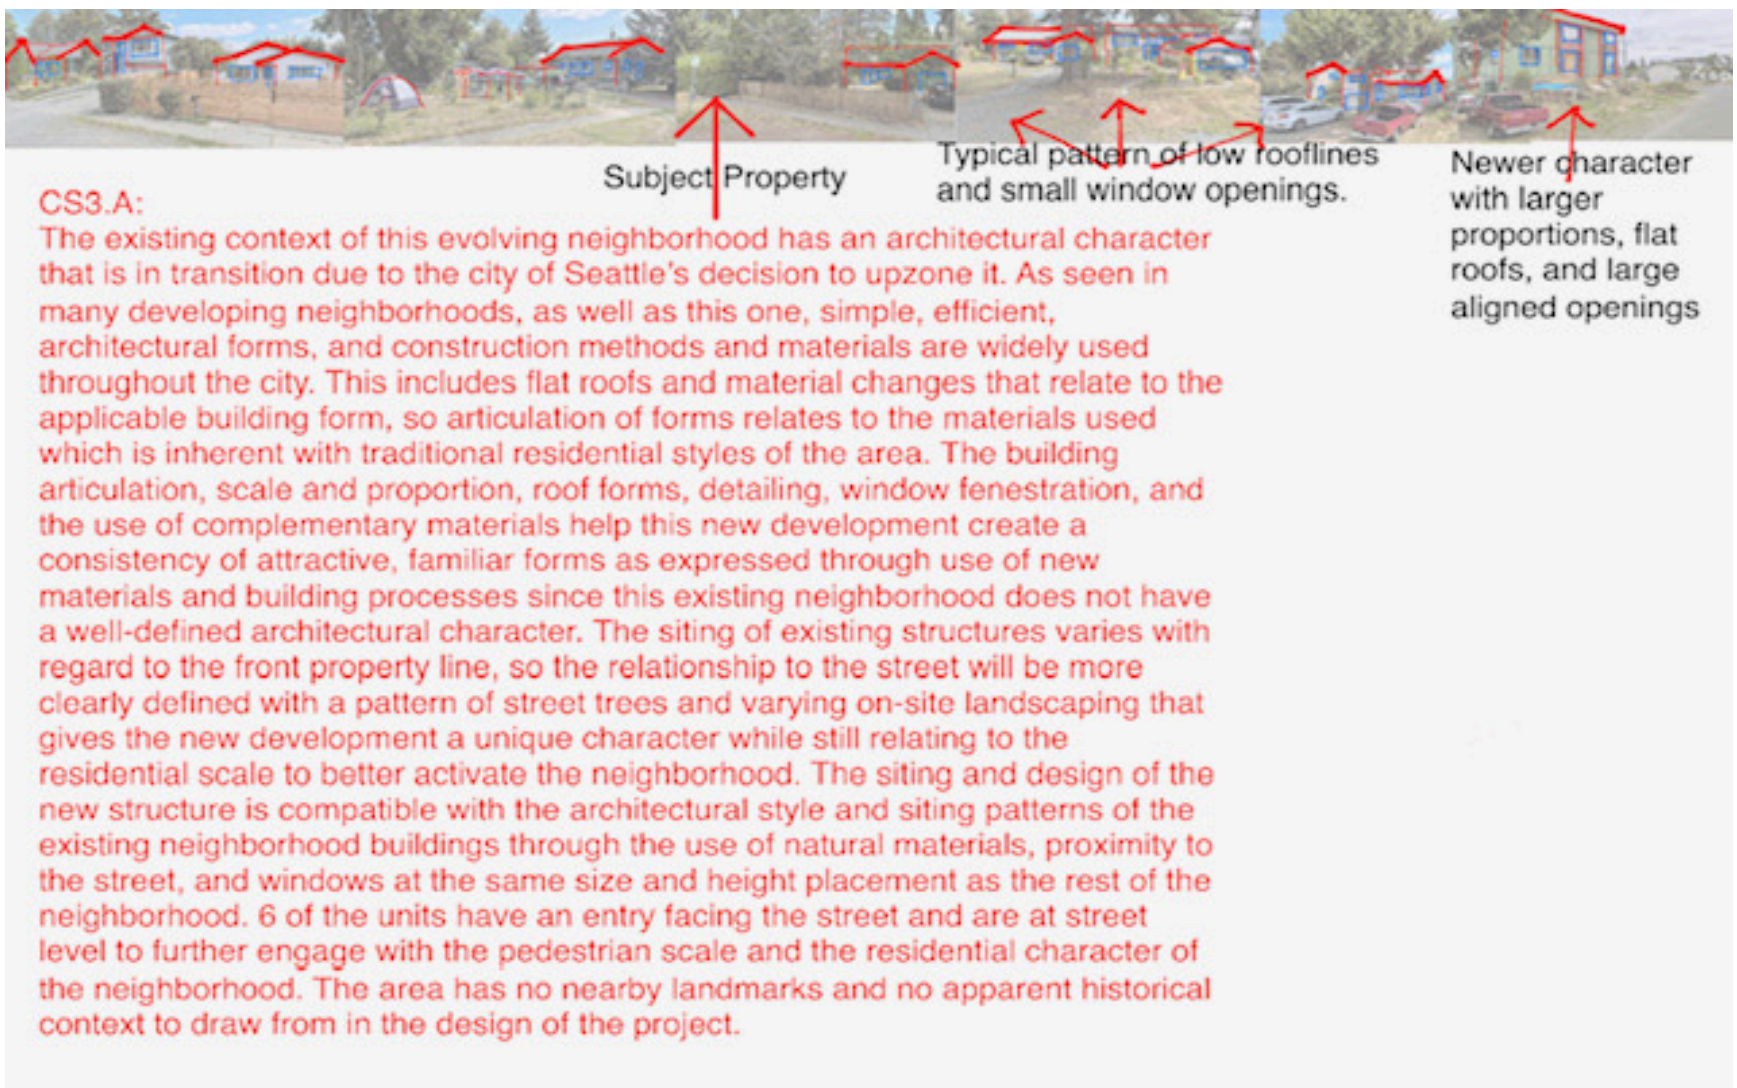 Subject Property
Typical pattern of low rooflines
and small window openings.
Newer character
with larger
proportions, flat
roofs, and large
aligned openings
CS3.A:
The existing context of this evolving neighborhood has an architectural character
that is in transition due to the city of Seattle's decision to upzone it. As seen in
many developing neighborhoods, as well as this one, simple, efficient,
architectural forms, and construction methods and materials are widely used
throughout the city. This includes flat roofs and material changes that relate to the
applicable building form, so articulation of forms relates to the materials used
which is inherent with traditional residential styles of the area. The building
articulation, scale and proportion, roof forms, detailing, window fenestration, and
the use of complementary materials help this new development create a
consistency of attractive, familiar forms as expressed through use of new
materials and building processes since this existing neighborhood does not have
a well-defined architectural character. The siting of existing structures varies with
regard to the front property line, so the relationship to the street will be more
clearly defined with a pattern of street trees and varying on-site landscaping that
gives the new development a unique character while still relating to the
residential scale to better activate the neighborhood. The siting and design of the
new structure is compatible with the architectural style and siting patterns of the
existing neighborhood buildings through the use of natural materials, proximity to
the street, and windows at the same size and height placement as the rest of the
neighborhood. 6 of the units have an entry facing the street and are at street
level to further engage with the pedestrian scale and the residential character of
the neighborhood. The area has no nearby landmarks and no apparent historical
context to draw from in the design of the project.